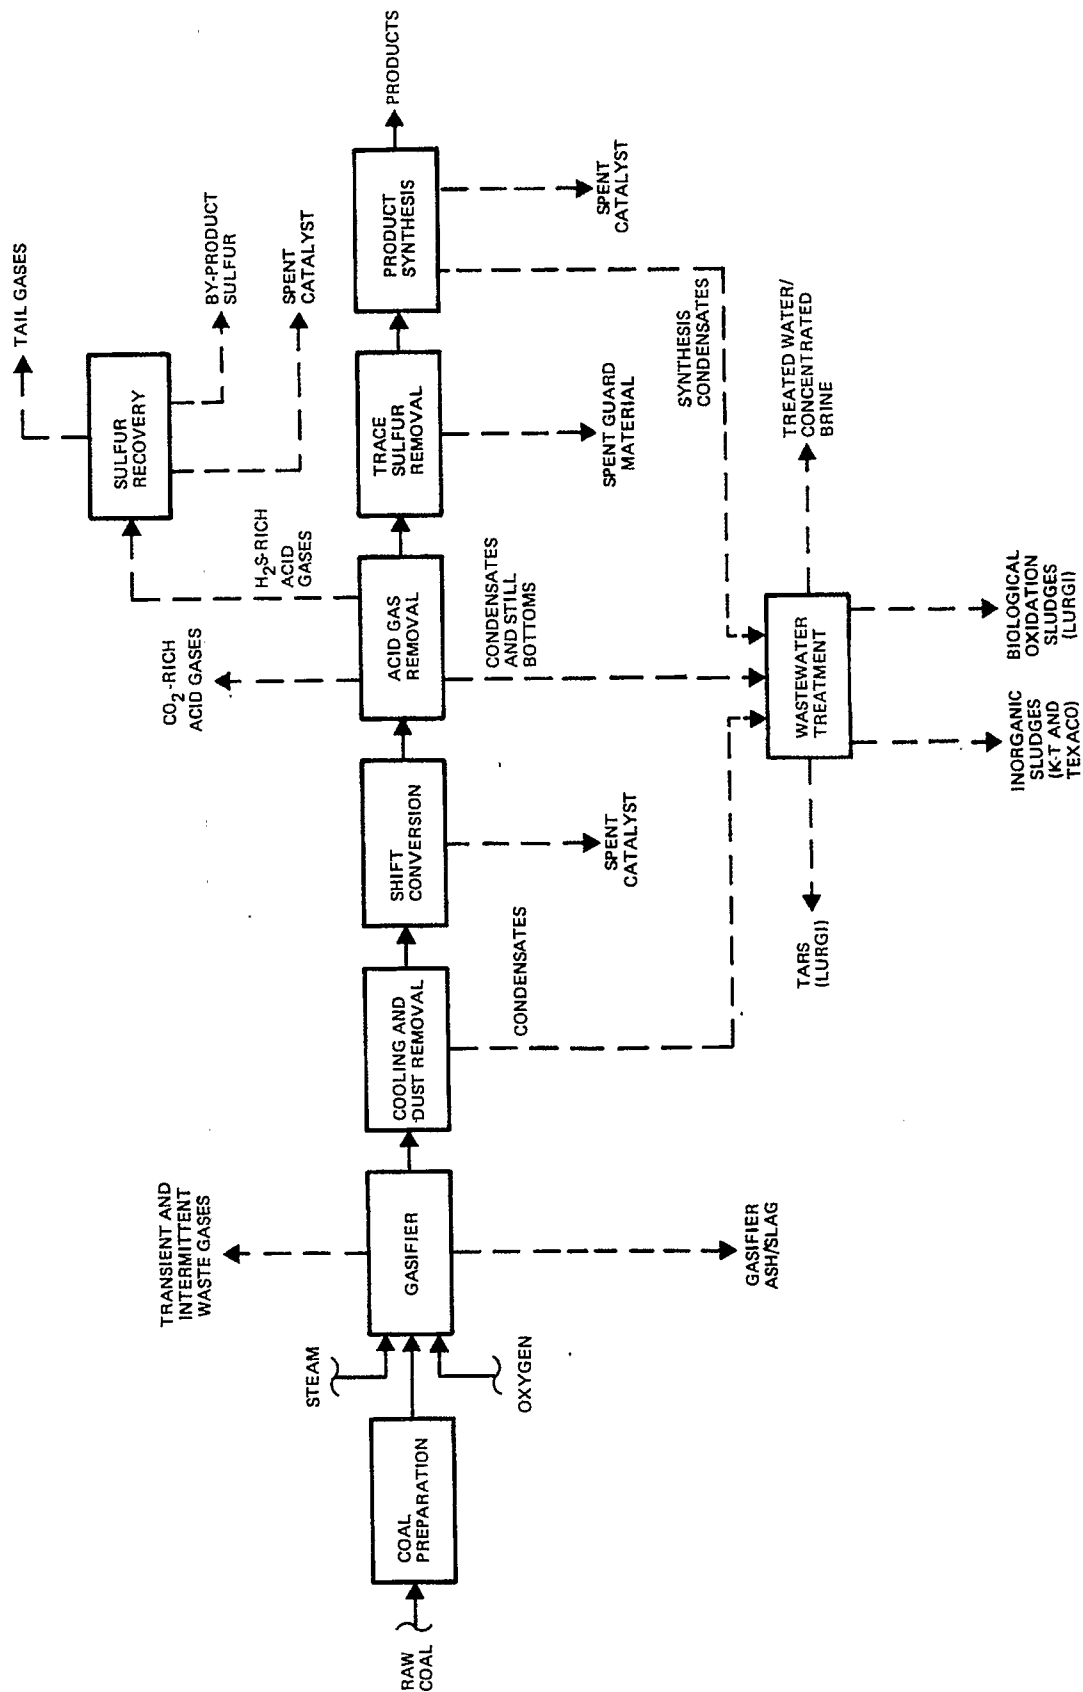 RAW
COAL
COAL
PREPARATION
STEAM
OXYGEN
TRANSIENT AND
INTERMITTENT
WASTE GASES
GASIFIER
GASIFIER
ASH/SLAG
COOLING AND
DUST REMOVAL
CONDENSATES
SHIFT
CONVERSION
SPENT
CATALYST
CO2-RICH
ACID GASES
ACID GAS
REMOVAL
H2S-RICH
ACID
GASES
CONDENSATES
AND STILL
BOTTOMS
SULFUR
RECOVERY
TAIL GASES
BY-PRODUCT
SULFUR
SPENT
CATALYST
TRACE
SULFUR
REMOVAL
SPENT GUARD
MATERIAL
PRODUCT
SYNTHESIS
PRODUCTS
SPENT
CATALYST
SYNTHESIS
CONDENSATES
WASTEWATER
TREATMENT
TARS
(LURGI)
TREATED WATER/
CONCENTRATED
BRINE
INORGANIC
SLUDGES
(K-T AND
TEXACO)
BIOLOGICAL
OXIDATION
SLUDGES
(LURGI)